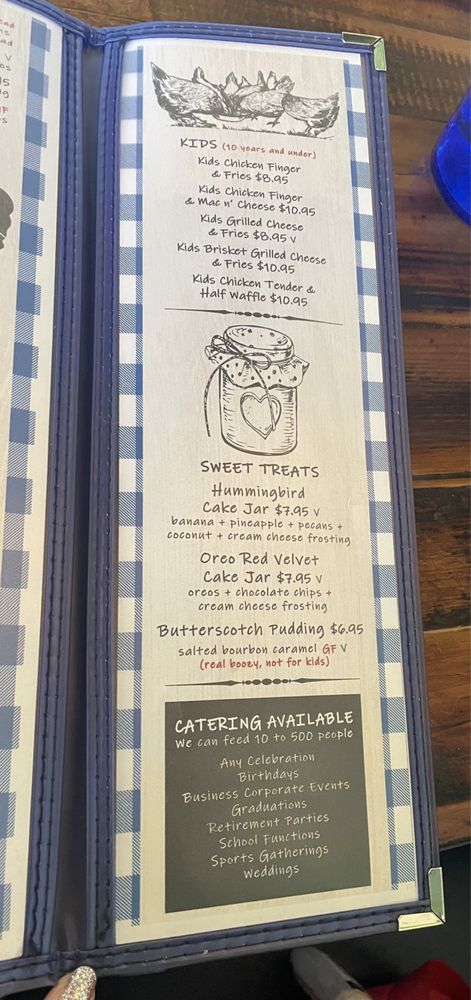 KIDS (10 years and under)
Kids Chicken Finger
& Fries $8.95
Kids Chicken Finger
& Mac n' Cheese $10.95
Kids Grilled Cheese
& Fries $8.95 V
Kids Brisket Grilled Cheese
& Fries $10.95
Kids Chicken Tender &
Half Waffle $10.95
SWEET TREATS
Hummingbird
Cake Jar $7.95 V
banana + pineapple + pecans +
coconut + cream cheese frosting
Oreo Red Velvet
Cake Jar $7.95 V
oreos + chocolate chips +
cream cheese frosting
Butterscotch Pudding $6.95
salted bourbon caramel GF V
(real boozy, not for kids)
CATERING AVAILABLE
We can feed 10 to 500 people
Any Celebration
Birthdays
Business Corporate Events
Graduations
Retirement Parties
School Functions
Sports Gatherings
Weddings